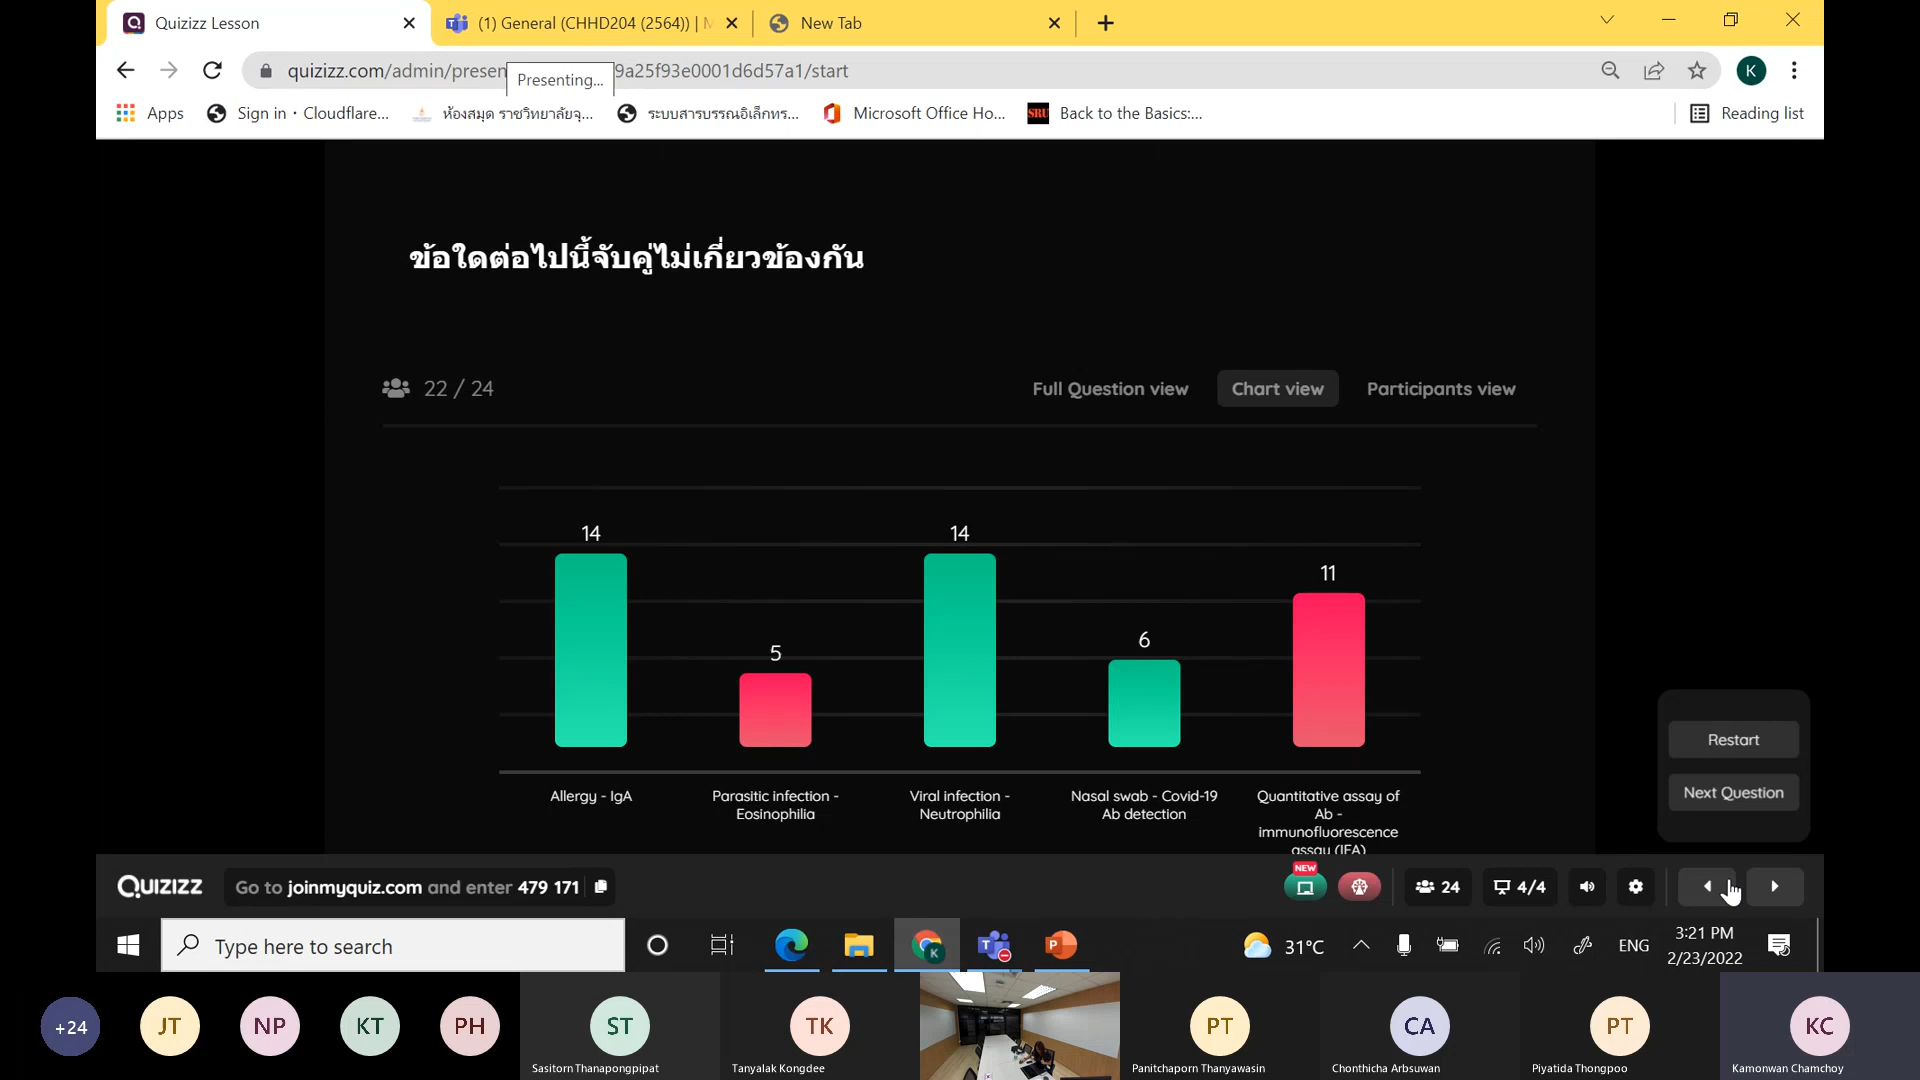 Quizizz Lesson
(1) General (CHHD204 (2564)) | M
New Tab
quizizz.com/admin/presen
9a25f93e0001d6d57a1/start
Presenting...
K
Apps
Sign in · Cloudflare...
ห้องสมุด ราชวิทยาลัยจุ...
ระบบสารบรรณอิเล็กทร...
Microsoft Office Ho...
SRU
Back to the Basics:...
Reading list
ข้อใดต่อไปนี้จับคู่ไม่เกี่ยวข้องกัน
22 / 24
Full Question view
Chart view
Participants view
14
5
14
6
11
Allergy - IgA
Parasitic infection -
Eosinophilia
Viral infection -
Neutrophilia
Nasal swab - Covid-19
Ab detection
Quantitative assay of
Ab -
immunofluorescence
assay (IFA)
Restart
Next Question
QUIZIZZ
Go to joinmyquiz.com and enter 479 171
NEW
24
4/4
Type here to search
K
31°C
ENG
3:21 PM
2/23/2022
+24
JT
NP
KT
PH
ST
Sasitorn Thanapongpipat
TK
Tanyalak Kongdee
PT
Panitchaporn Thanyawasin
CA
Chonthicha Arbsuwan
PT
Piyatida Thongpoo
KC
Kamonwan Chamchoy